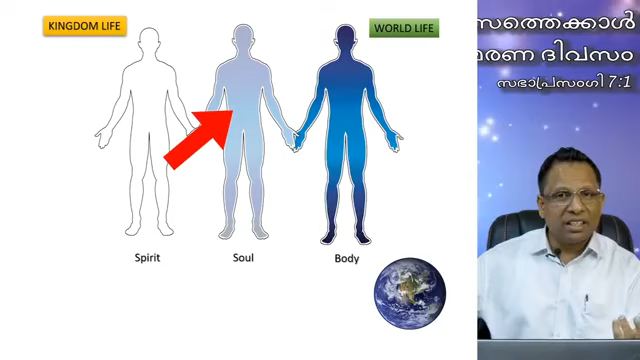 KINGDOM LIFE
WORLD LIFE
Spirit
Soul
Body
സത്തെക്കാൾ
മരണ ദിവസം
സഭാപ്രസംഗി 7:1